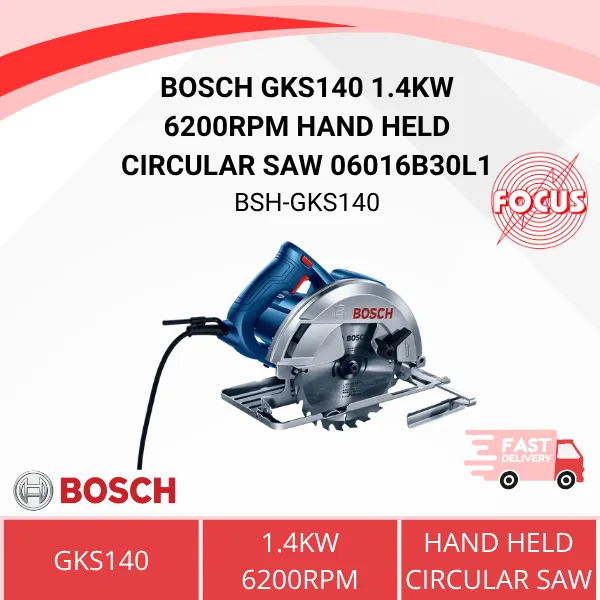 BOSCH GKS140 1.4KW
6200RPM HAND HELD
CIRCULAR SAW 06016B30L1
BSH-GKS140
FOCUS
BOSCH
BOSCH
FAST
DELIVERY
BOSCH
GKS140
1.4KW
6200RPM
HAND HELD
CIRCULAR SAW